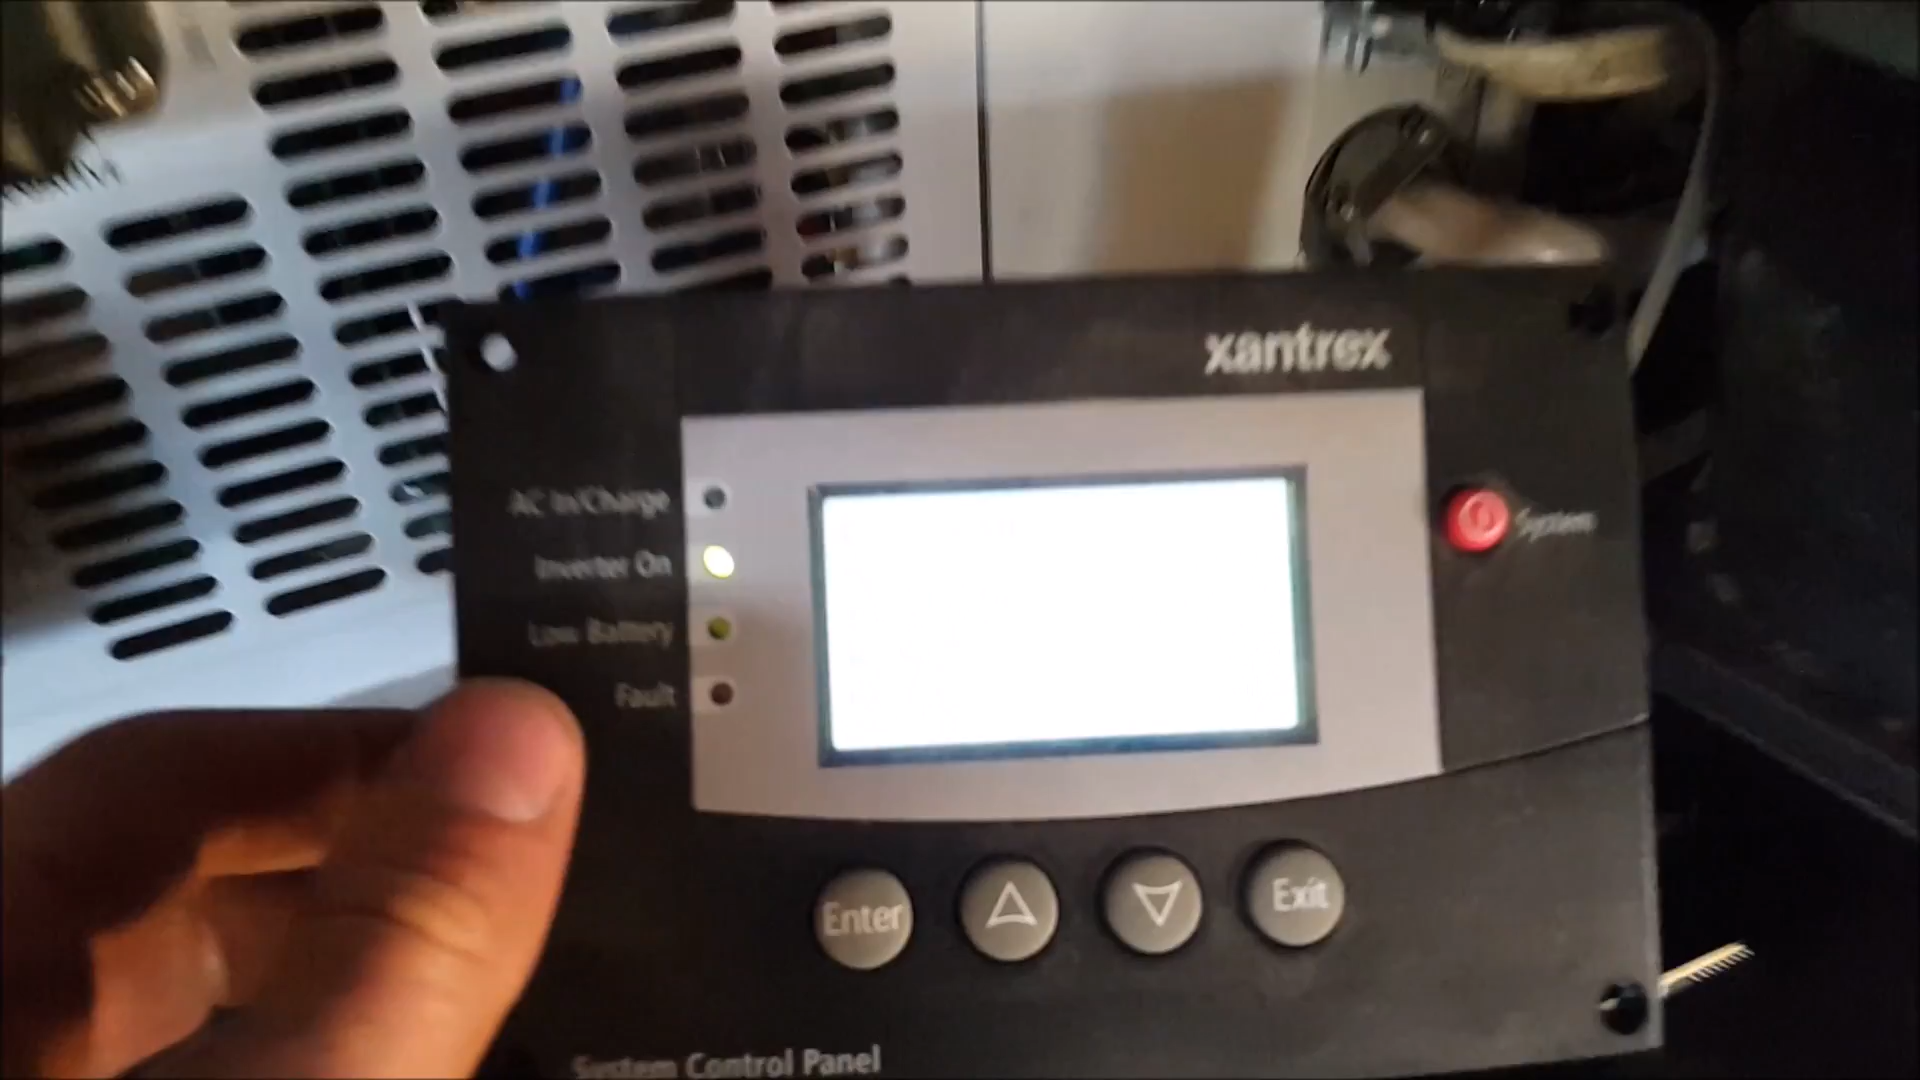 xantrex
AC In/Charge
System
Inverter On
Low Battery
Fault
Enter
Exit
System Control Panel